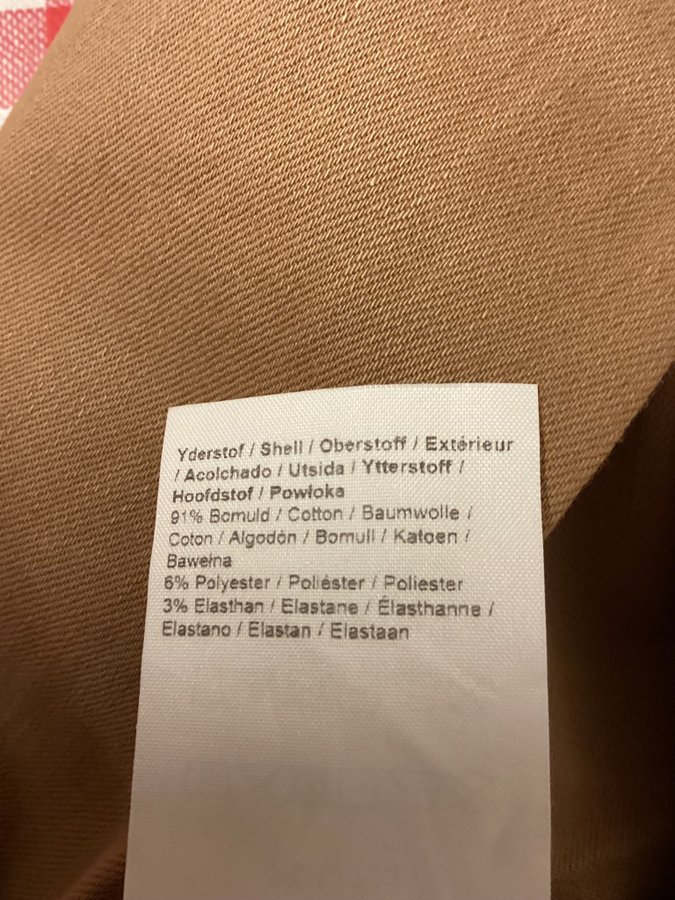 Yderstof / Shell / Oberstoff / Extérieur
/ Acolchado / Utsida / Ytterstoff /
Hoofdstof / Powłoka
91% Bomuld / Cotton / Baumwolle /
Coton / Algodón / Bomull / Katoen /
Bawełna
6% Polyester / Poliéster / Poliester
3% Elasthan / Elastane / Élasthanne /
Elastano / Elastan / Elastaan